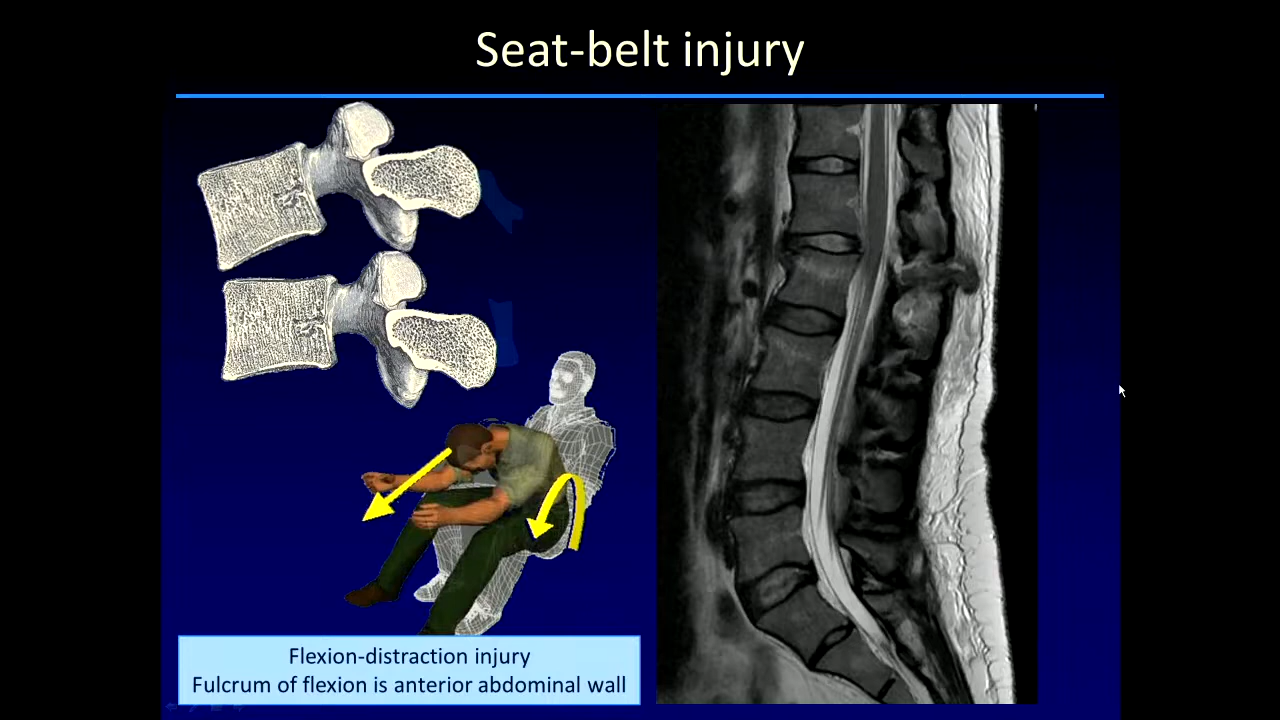 Seat-belt injury
Flexion-distraction injury
Fulcrum of flexion is anterior abdominal wall